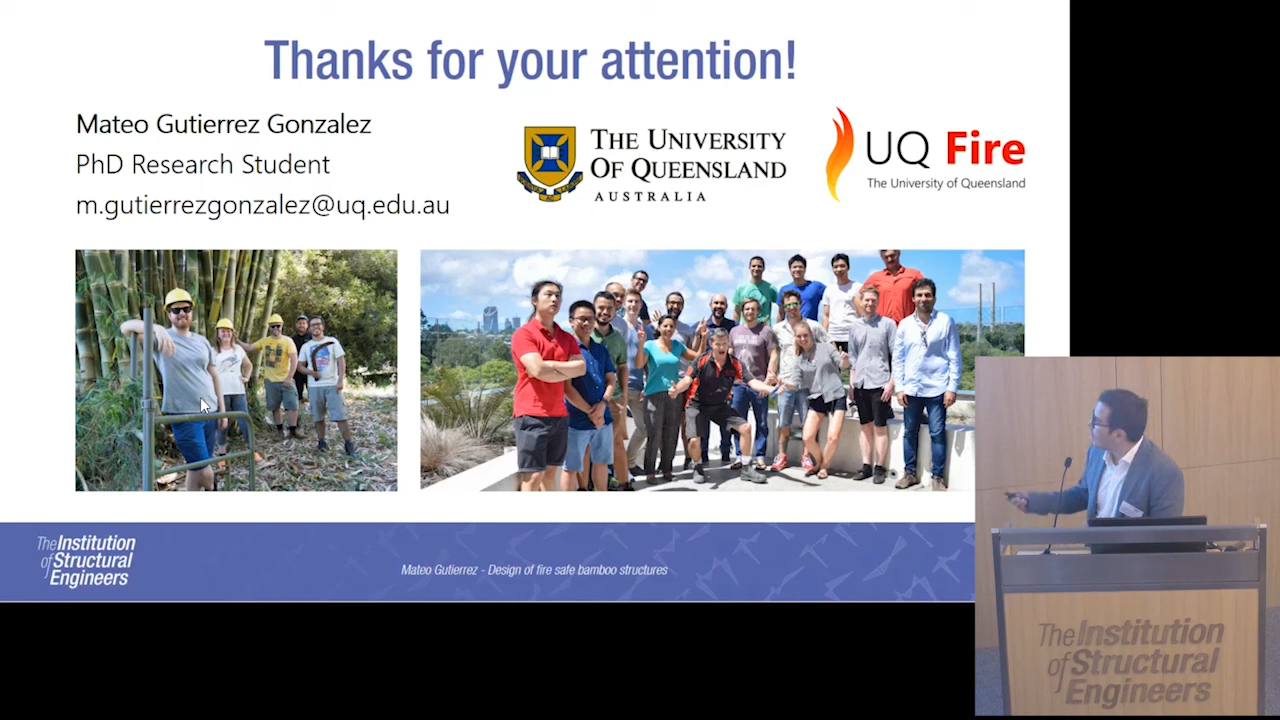 Thanks for your attention!
Mateo Gutierrez Gonzalez
PhD Research Student
m.gutierrezgonzalez@uq.edu.au
THE UNIVERSITY
OF QUEENSLAND
AUSTRALIA
UQ Fire
The University of Queensland
The Institution
of Structural
Engineers
Mateo Gutierrez - Design of fire safe bamboo structures
The Institution
of Structural
Engineers